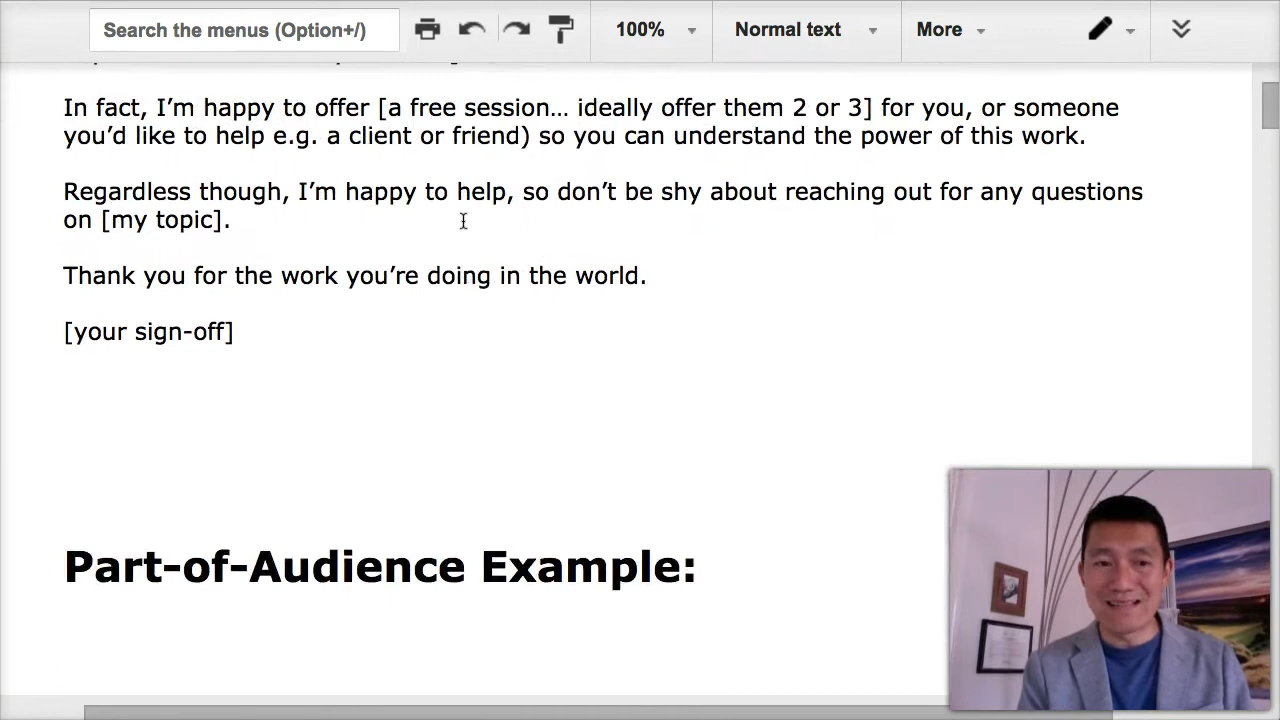 Search the menus (Option+/)
100%
Normal text
More
In fact, I’m happy to offer [a free session… ideally offer them 2 or 3] for you, or someone
you’d like to help e.g. a client or friend) so you can understand the power of this work.
Regardless though, I’m happy to help, so don’t be shy about reaching out for any questions
on [my topic].
Thank you for the work you’re doing in the world.
[your sign-off]
Part-of-Audience Example: